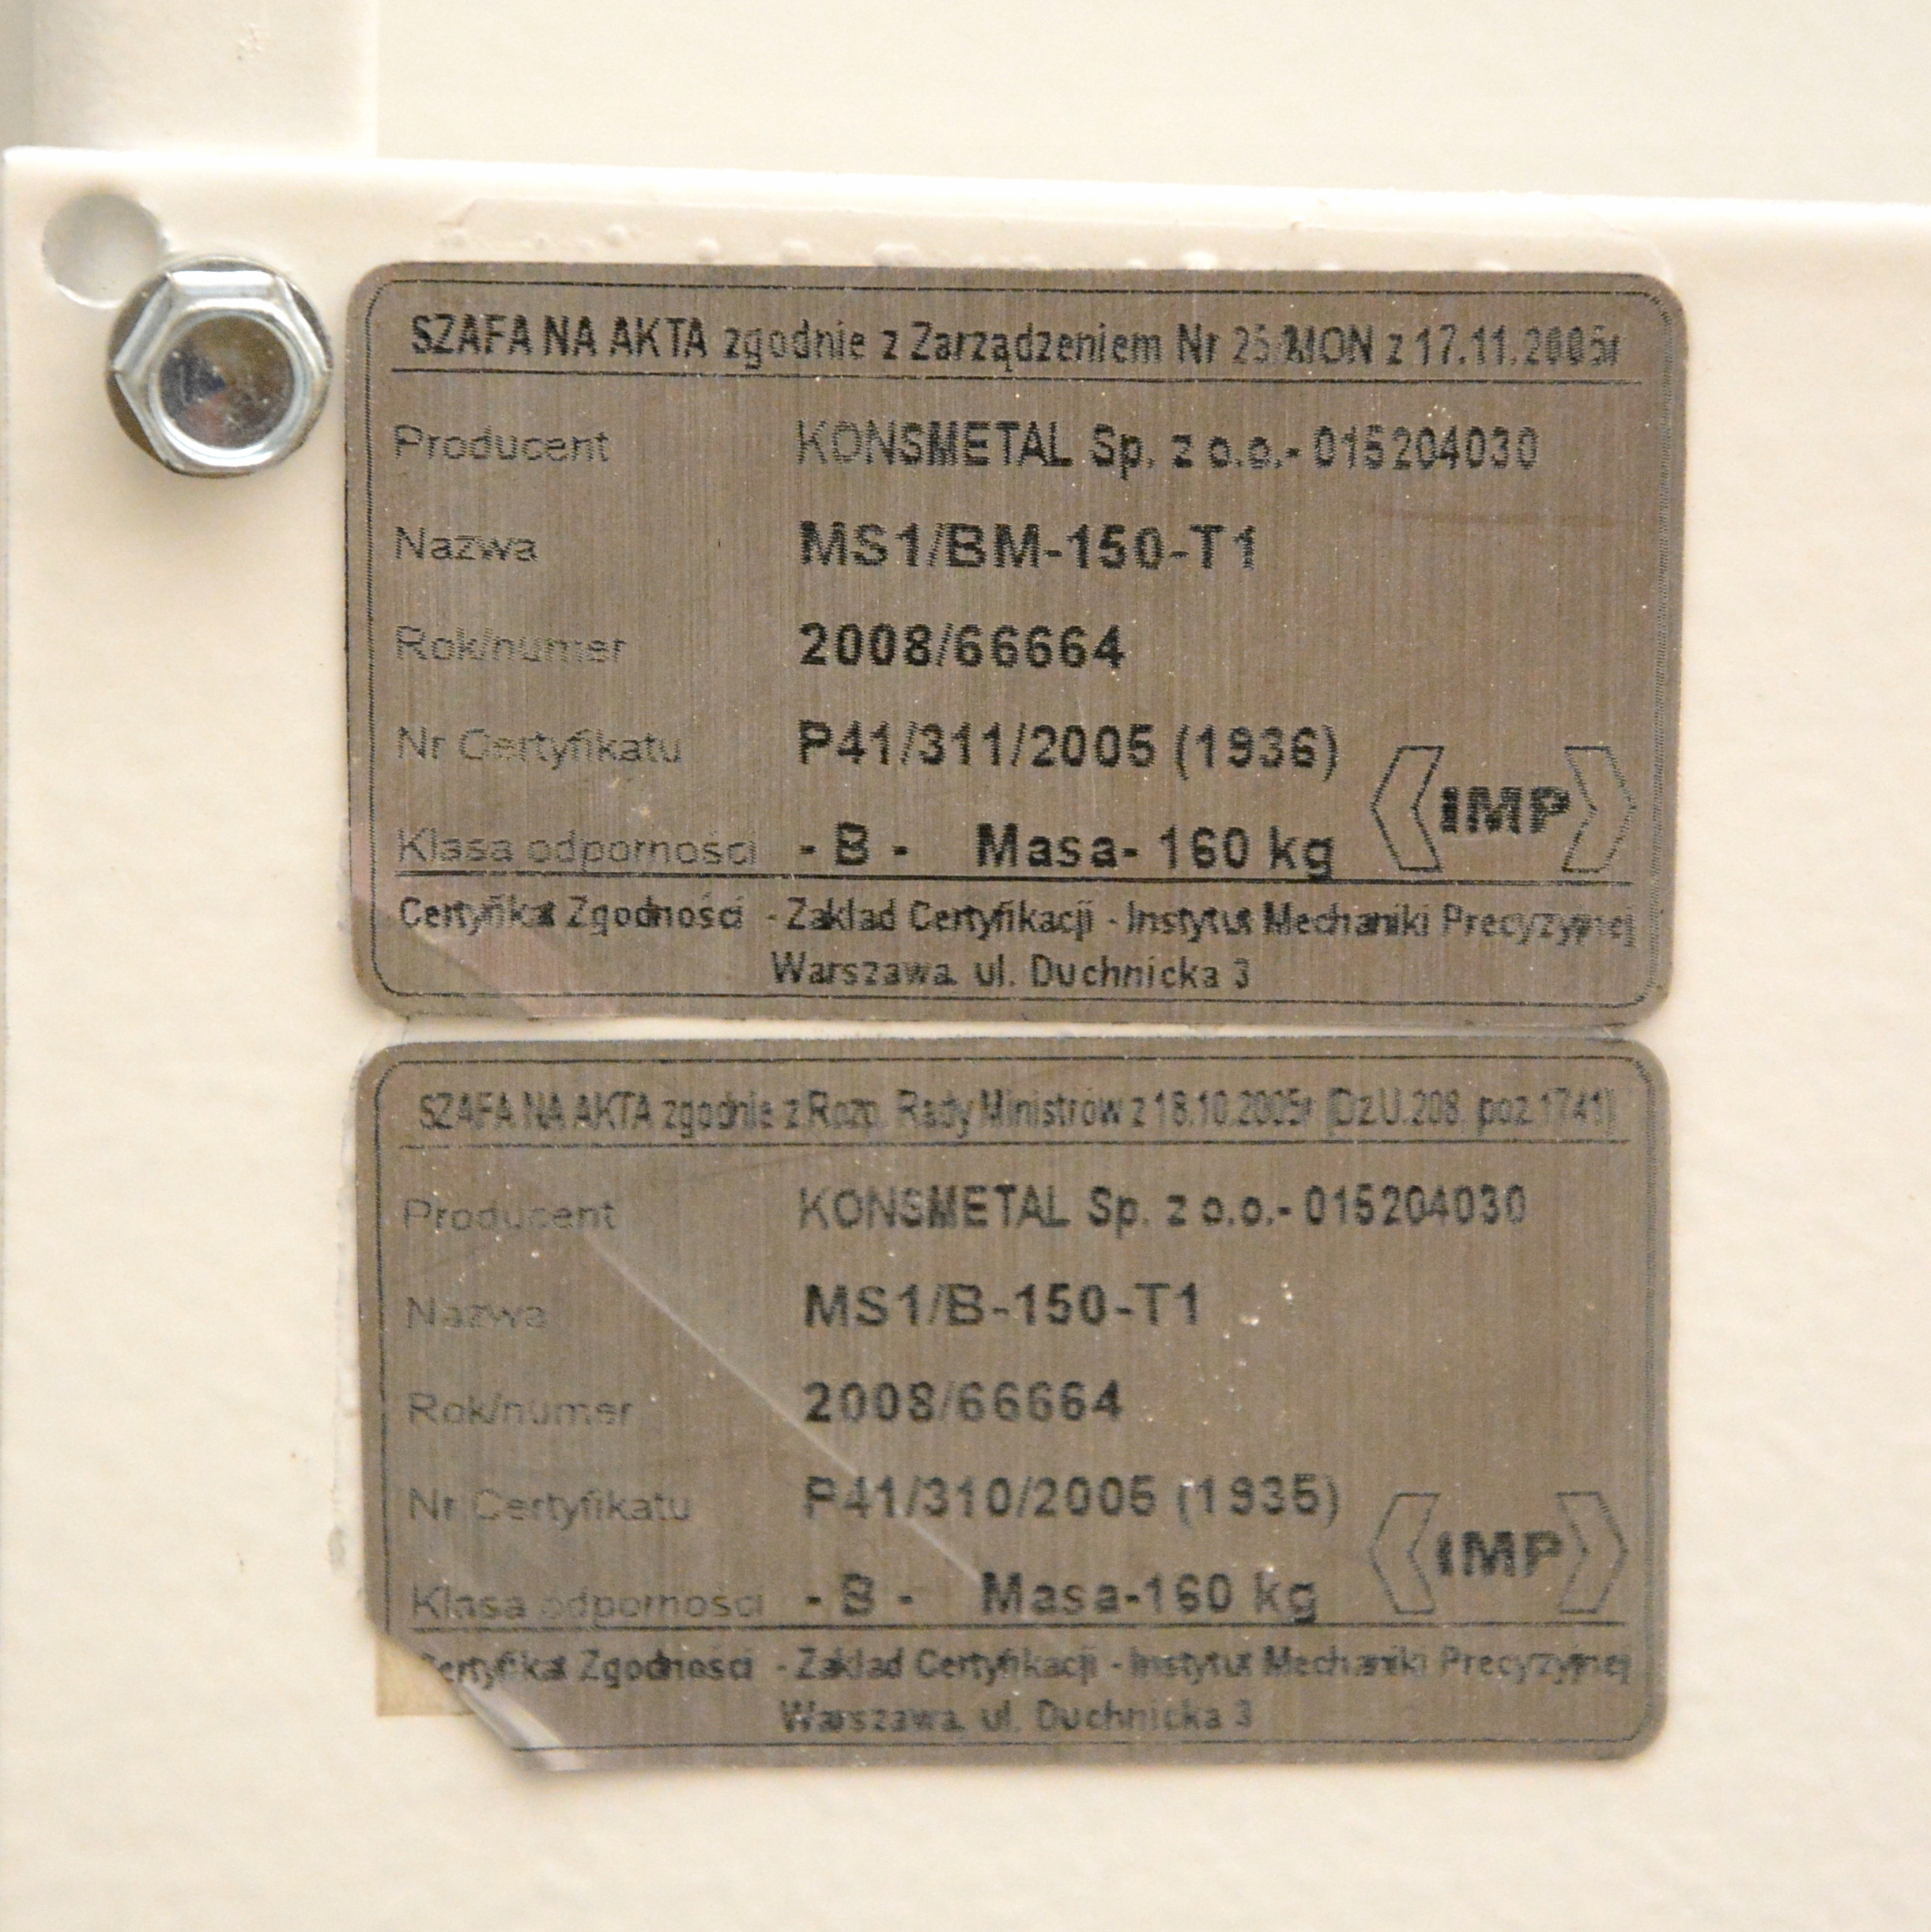 SZAFA NA AKTA zgodnie z Zarządzeniem Nr 25/MON z 17.11.2005r
Producent KONSMETAL Sp. z o.o.- 015204030
Nazwa MS1/BM-150-T1
Rok/numer 2008/66664
Nr Certyfikatu P41/311/2005 (1936)
Klasa odporności - B - Masa- 160 kg
IMP
Certyfikat Zgodności - Zakład Certyfikacji - Instytut Mechaniki Precyzyjnej
Warszawa. ul. Duchnicka 3
SZAFA NA AKTA zgodnie z Rozp. Rady Ministrów z 18.10.2005r (Dz.U.208. poz.1741)
Producent KONSMETAL Sp. z o.o.- 015204030
Nazwa MS1/B-150-T1
Rok/numer 2008/66664
Nr Certyfikatu P41/310/2005 (1935)
Klasa odporności - B - Masa-160 kg
IMP
Certyfikat Zgodności - Zakład Certyfikacji - Instytut Mechaniki Precyzyjnej
Warszawa. ul. Duchnicka 3